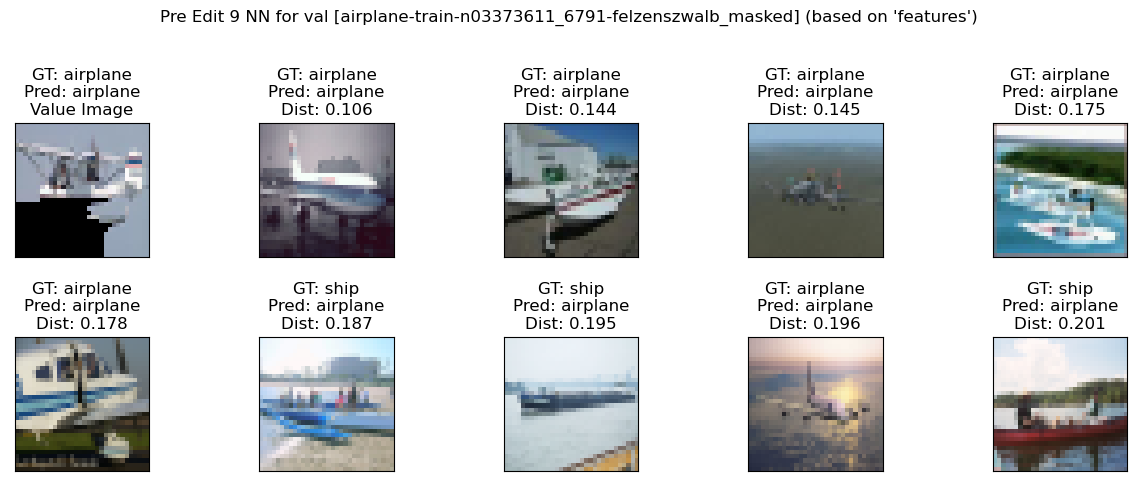 Pre Edit 9 NN for val [airplane-train-n03373611_6791-felzenszwalb_masked] (based on 'features')
GT: airplane
Pred: airplane
Value Image
GT: airplane
Pred: airplane
Dist: 0.106
GT: airplane
Pred: airplane
Dist: 0.144
GT: airplane
Pred: airplane
Dist: 0.145
GT: airplane
Pred: airplane
Dist: 0.175
GT: airplane
Pred: airplane
Dist: 0.178
GT: ship
Pred: airplane
Dist: 0.187
GT: ship
Pred: airplane
Dist: 0.195
GT: airplane
Pred: airplane
Dist: 0.196
GT: ship
Pred: airplane
Dist: 0.201